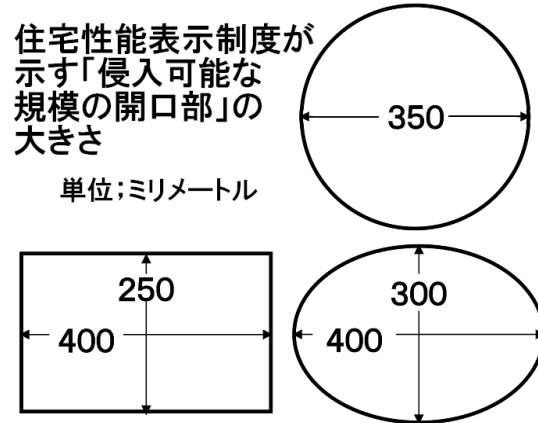 住宅性能表示制度が
示す「侵入可能な
規模の開口部」の
大きさ
単位;ミリメートル
350
250
400
300
400